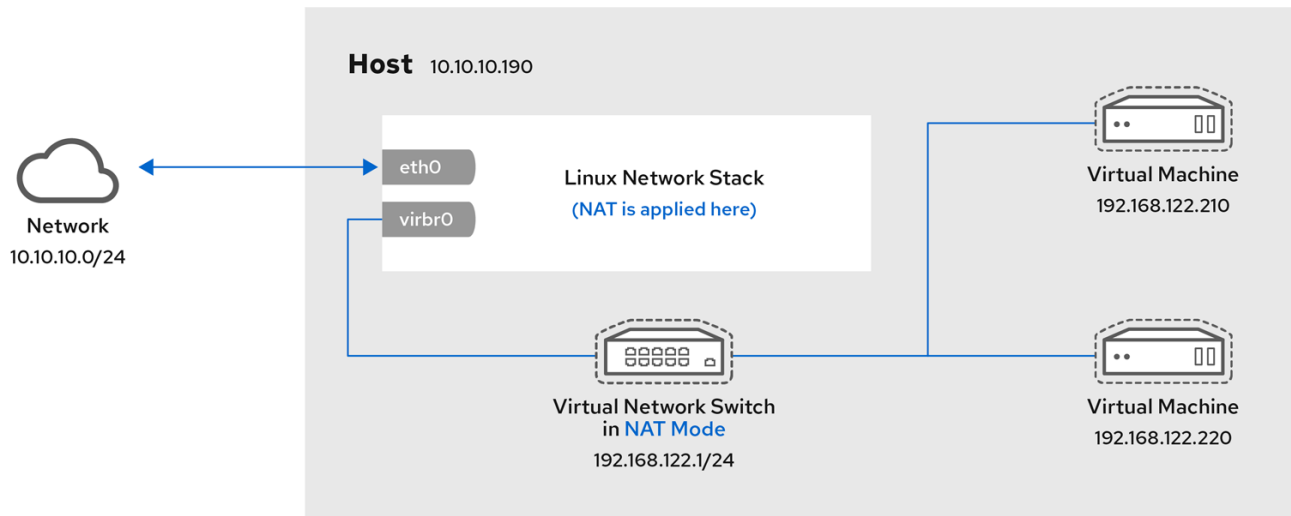 Host 10.10.10.190
eth0
virbr0
Linux Network Stack
(NAT is applied here)
Network
10.10.10.0/24
Virtual Machine
192.168.122.210
Virtual Network Switch
in NAT Mode
192.168.122.1/24
Virtual Machine
192.168.122.220